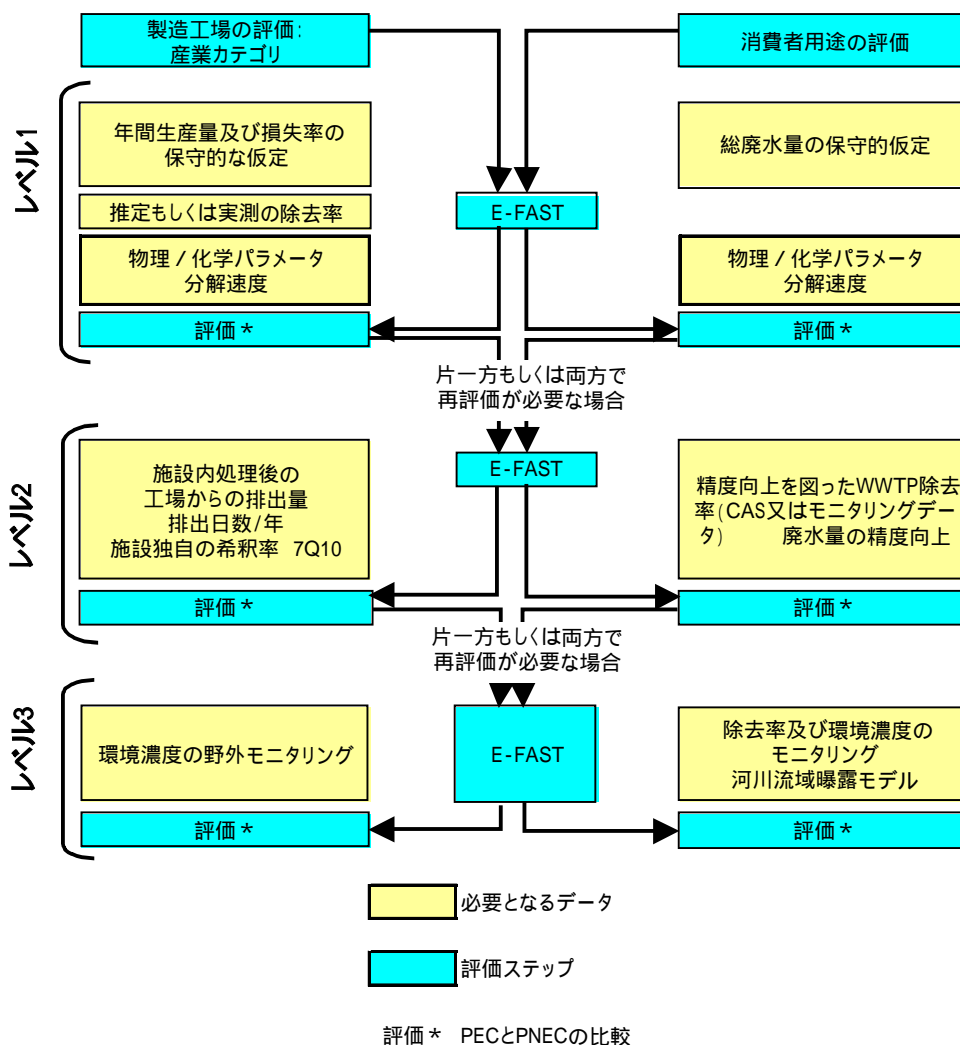 製造工場の評価:
産業カテゴリ
消費者用途の評価
レベル1
年間生産量及び損失率の
保守的な仮定
総廃水量の保守的仮定
推定もしくは実測の除去率
E-FAST
物理／化学パラメータ
分解速度
物理／化学パラメータ
分解速度
評価＊
評価＊
片一方もしくは両方で
再評価が必要な場合
レベル2
施設内処理後の
工場からの排出量
排出日数/年
施設独自の希釈率 7Q10
E-FAST
精度向上を図ったWWTP除去
率(CAS又はモニタリングデー
タ) 廃水量の精度向上
評価＊
評価＊
片一方もしくは両方で
再評価が必要な場合
レベル3
環境濃度の野外モニタリング
E-FAST
除去率及び環境濃度の
モニタリング
河川流域曝露モデル
評価＊
評価＊
必要となるデータ
評価ステップ
評価＊ PECとPNECの比較